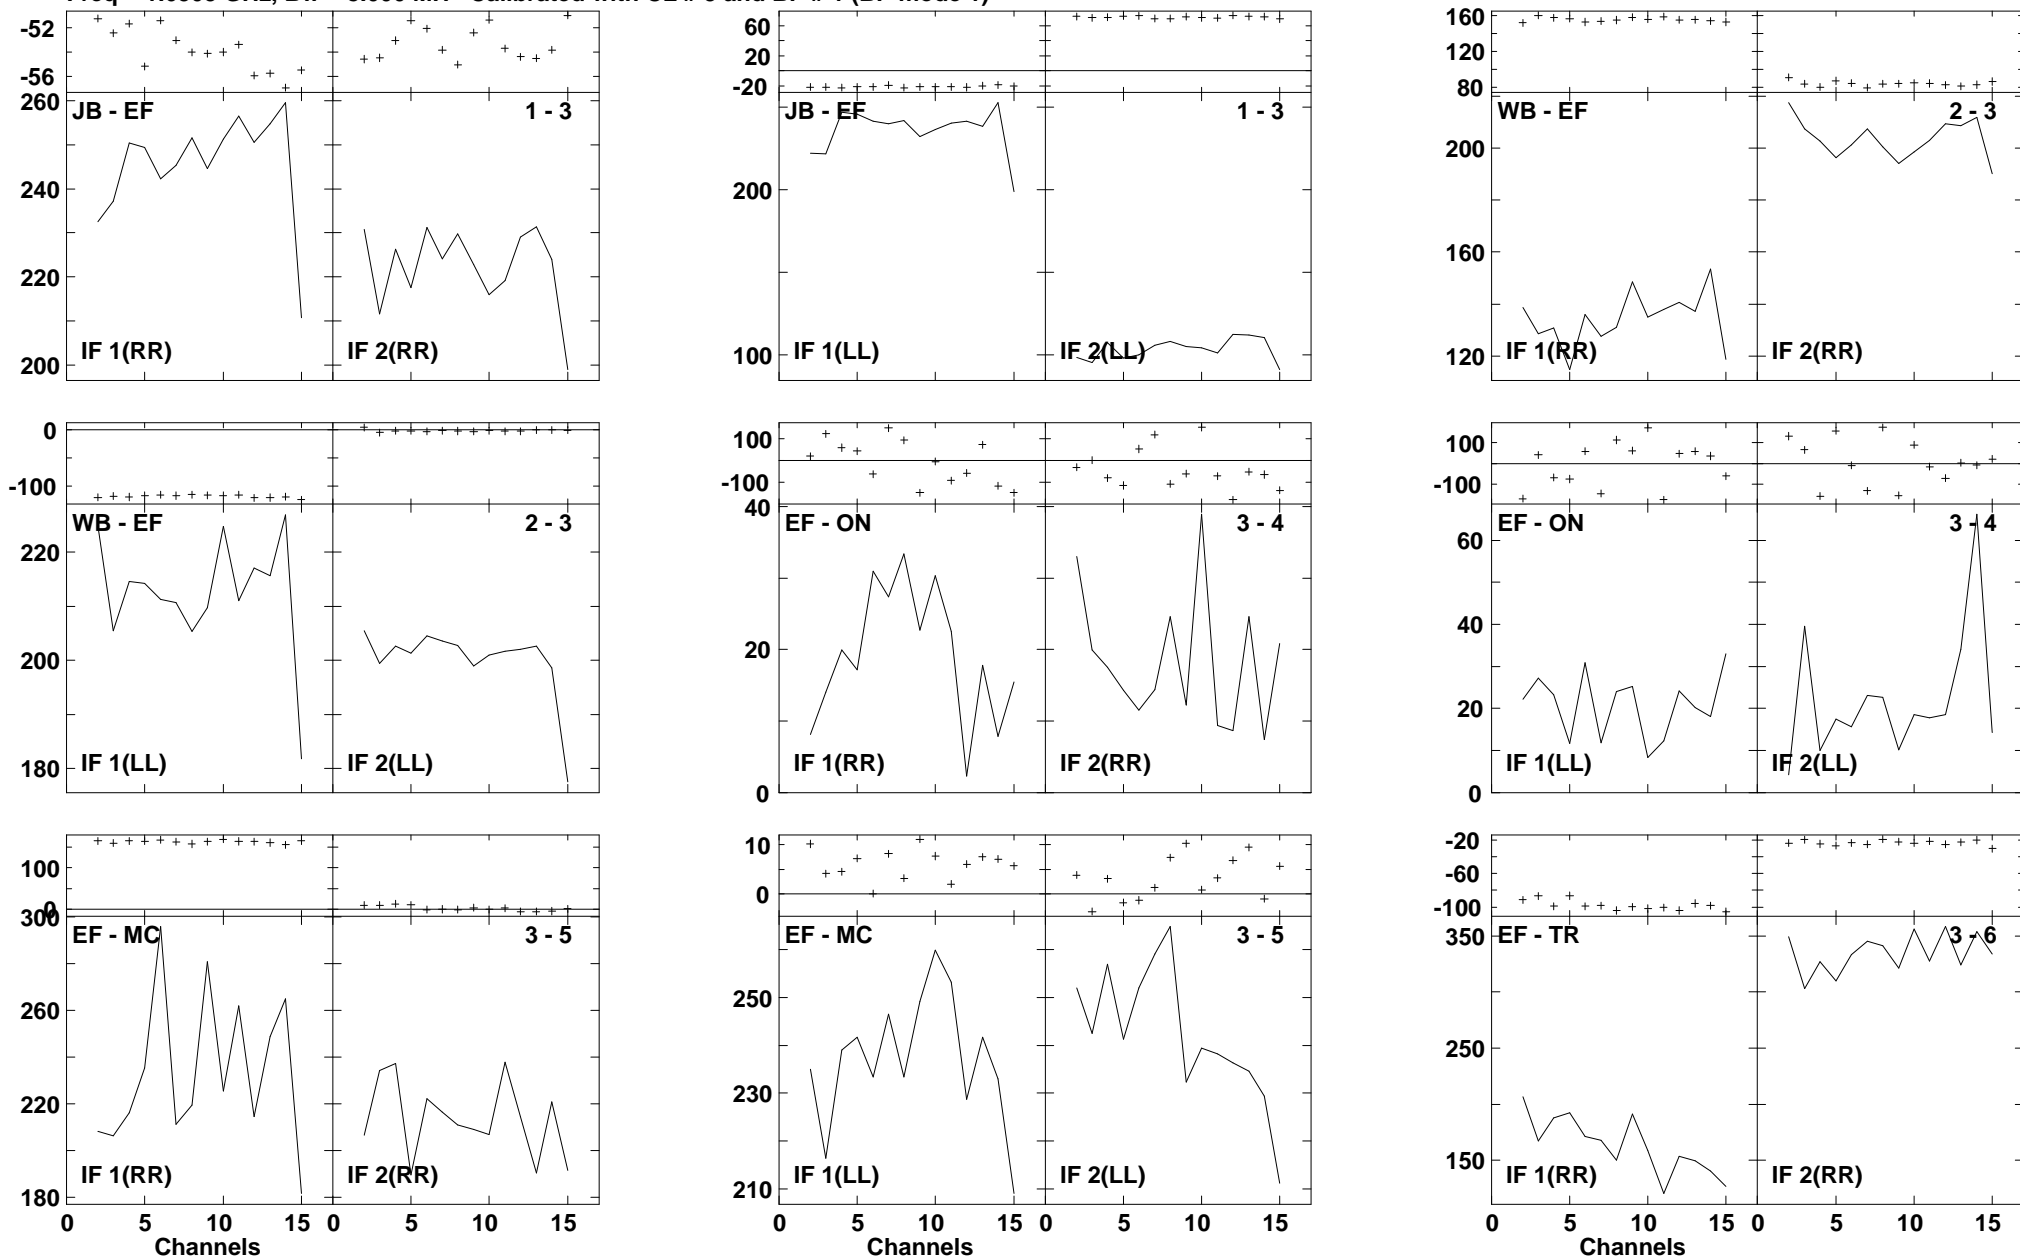 -52
-56
260
240
220
200
JB - EF
1 - 3
IF 1(RR)
IF 2(RR)
60
20
-20
200
100
JB - EF
1 - 3
IF 1(LL)
IF 2(LL)
160
120
80
200
160
120
WB - EF
2 - 3
IF 1(RR)
IF 2(RR)
0
-100
220
200
180
WB - EF
2 - 3
IF 1(LL)
IF 2(LL)
100
-100
40
20
0
EF - ON
3 - 4
IF 1(RR)
IF 2(RR)
100
-100
60
40
20
0
EF - ON
3 - 4
IF 1(LL)
IF 2(LL)
100
0
300
260
220
180
EF - MC
3 - 5
IF 1(RR)
IF 2(RR)
0 5 10 15 0 5 10 15
Channels
10
0
250
230
210
EF - MC
3 - 5
IF 1(LL)
IF 2(LL)
0 5 10 15 0 5 10 15
Channels
-20
-60
-100
350
250
150
EF - TR
3 - 6
IF 1(RR)
IF 2(RR)
0 5 10 15 0 5 10 15
Channels